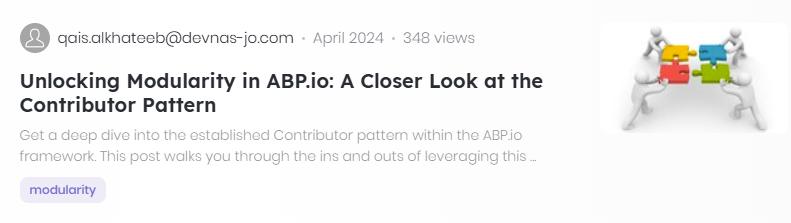 qais.alkhateeb@devnas-jo.com • April 2024 • 348 views
Unlocking Modularity in ABP.io: A Closer Look at the
Contributor Pattern
Get a deep dive into the established Contributor pattern within the ABP.io
framework. This post walks you through the ins and outs of leveraging this ...
modularity